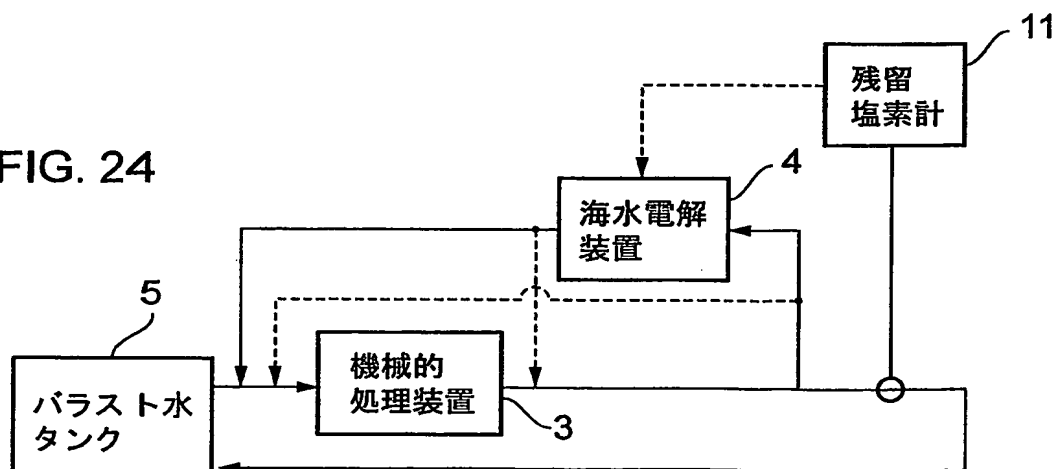 11
残留
塩素計
FIG. 24
4
海水電解
装置
5
機械的
処理装置
3
バラスト水
タンク